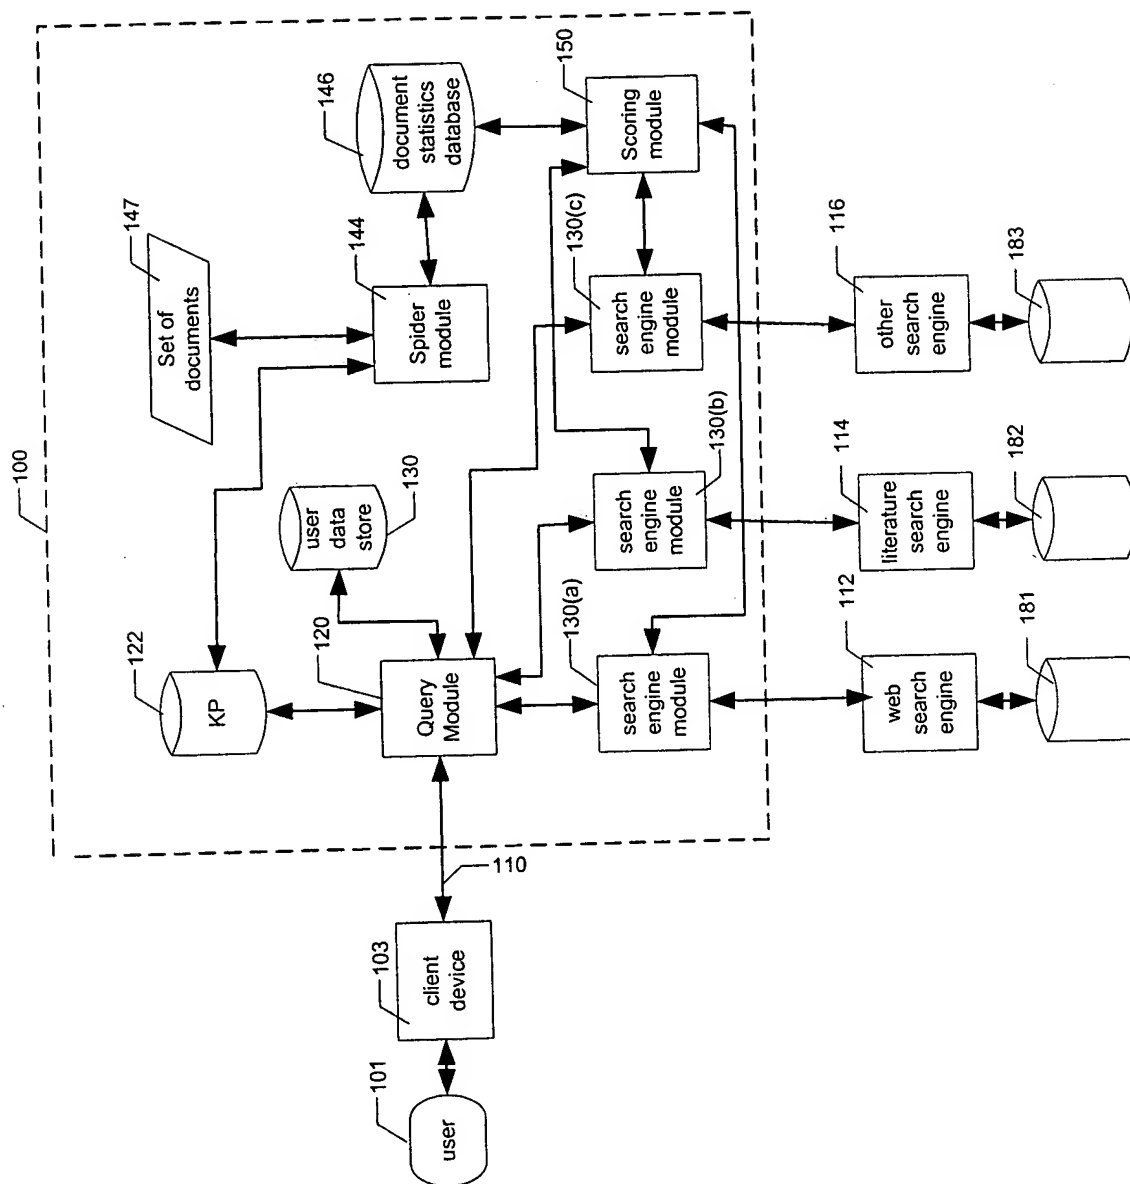 100
147
Set of
documents
146
document
statistics
database
144
Spider
module
150
Scoring
module
122
KP
130
user
data
store
120
Query
Module
130(c)
search
engine
module
130(b)
search
engine
module
130(a)
search
engine
module
110
103
client
device
101
user
116
other
search
engine
183
114
literature
search
engine
182
112
web
search
engine
181